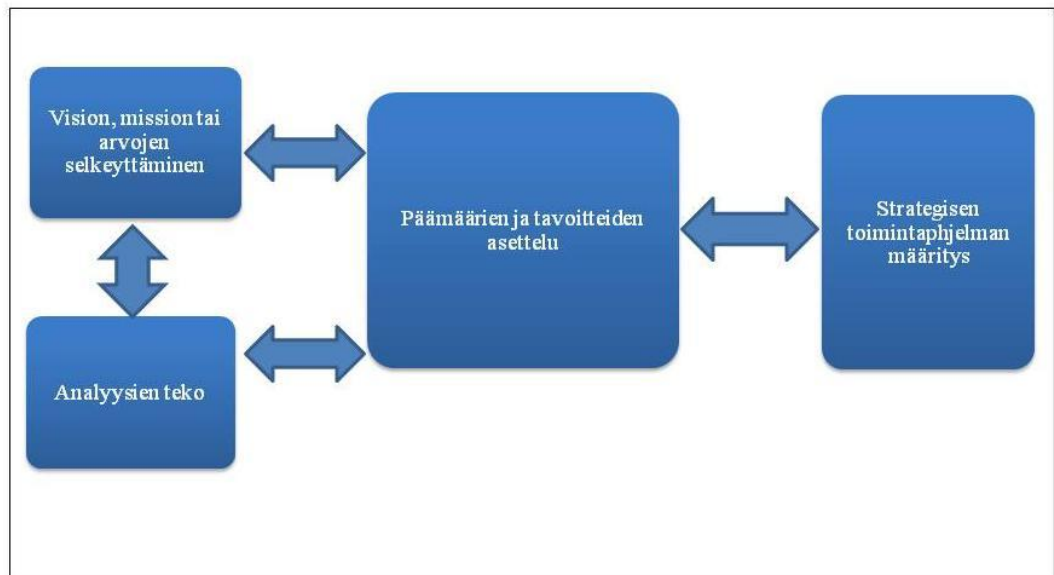 Vision, mission tai
arvojen
selkeyttäminen
Analyysien teko
Päämäärien ja tavoitteiden
asettelu
Strategisen
toimintaphjelman
määritys